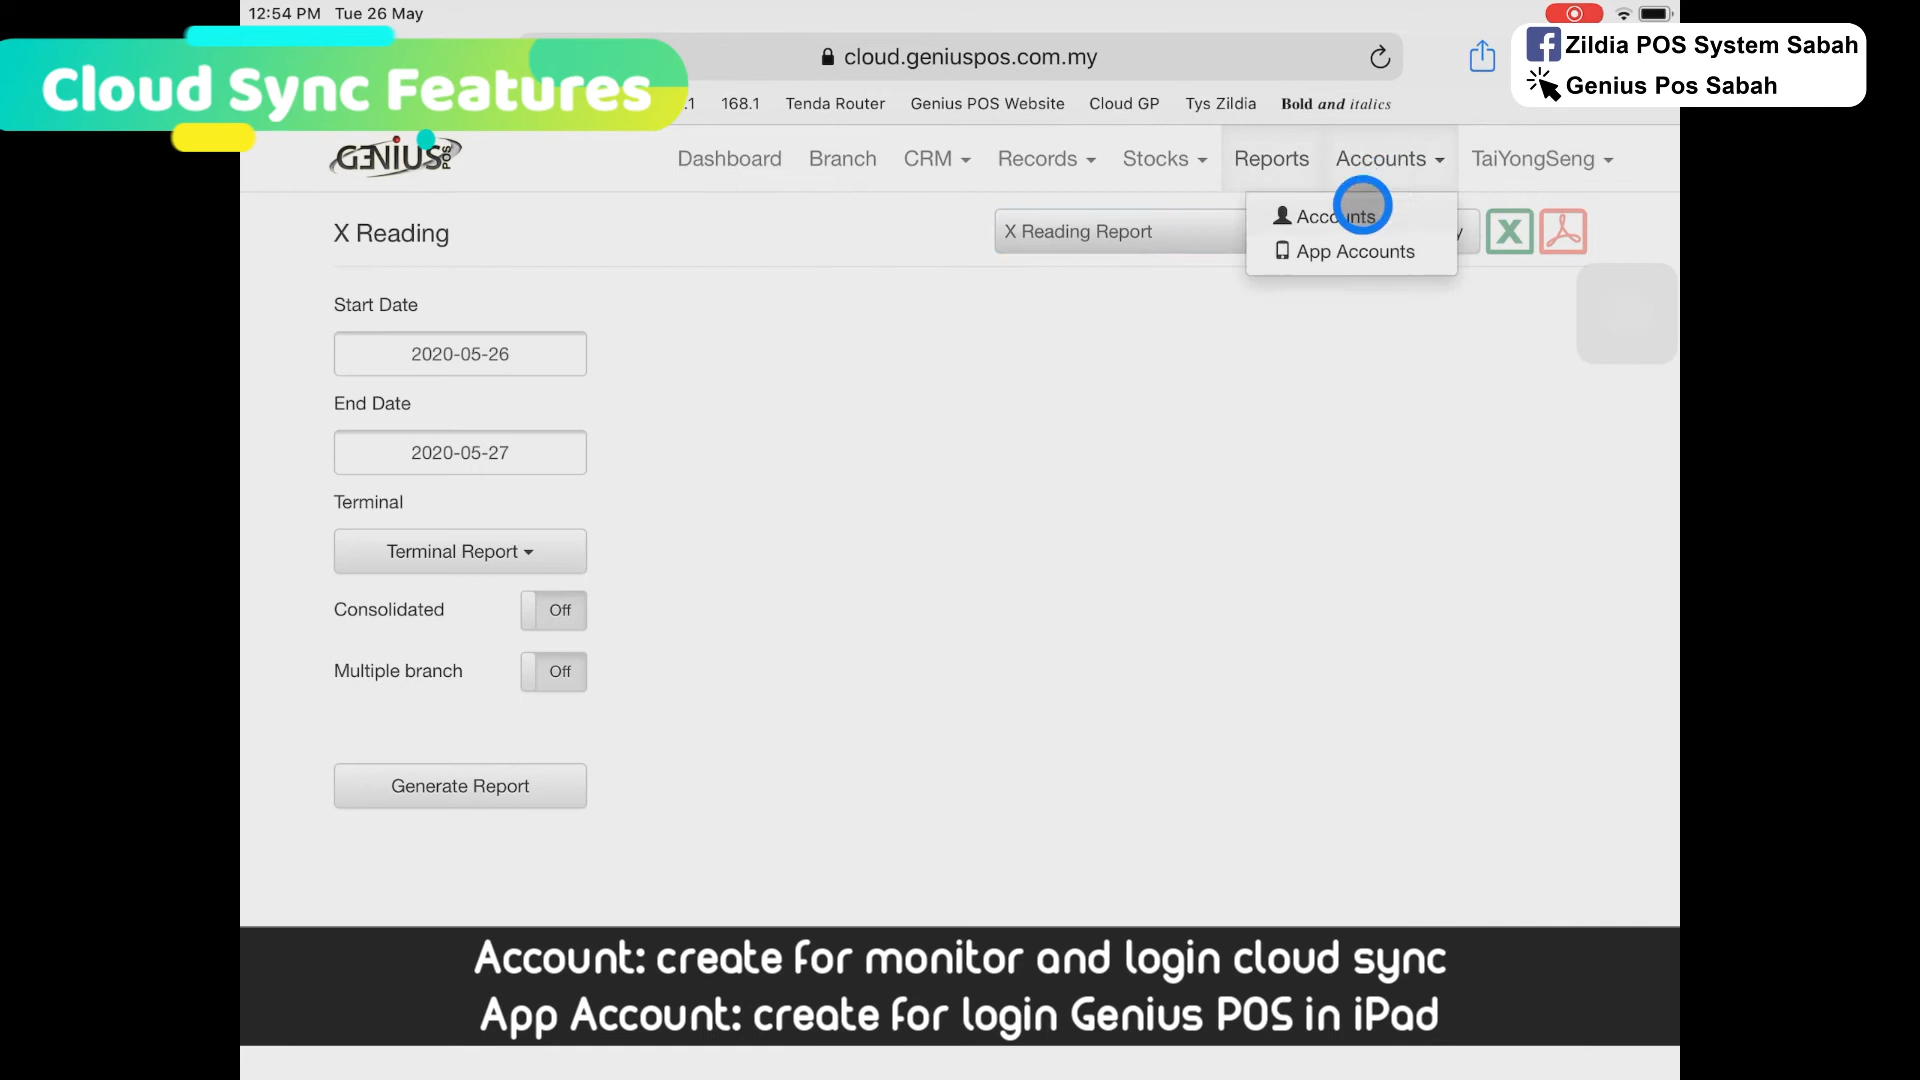 12:54 PM Tue 26 May
Cloud Sync Features
cloud.geniuspos.com.my
Zildia POS System Sabah
Genius Pos Sabah
.1 168.1 Tenda Router Genius POS Website Cloud GP Tys Zildia Bold and italics
GENIUS POS
Dashboard Branch CRM Records Stocks Reports Accounts TaiYongSeng
X Reading
X Reading Report
y
Accounts
App Accounts
Start Date
2020-05-26
End Date
2020-05-27
Terminal
Terminal Report
Consolidated Off
Multiple branch Off
Generate Report
Account: create for monitor and login cloud sync
App Account: create for login Genius POS in iPad